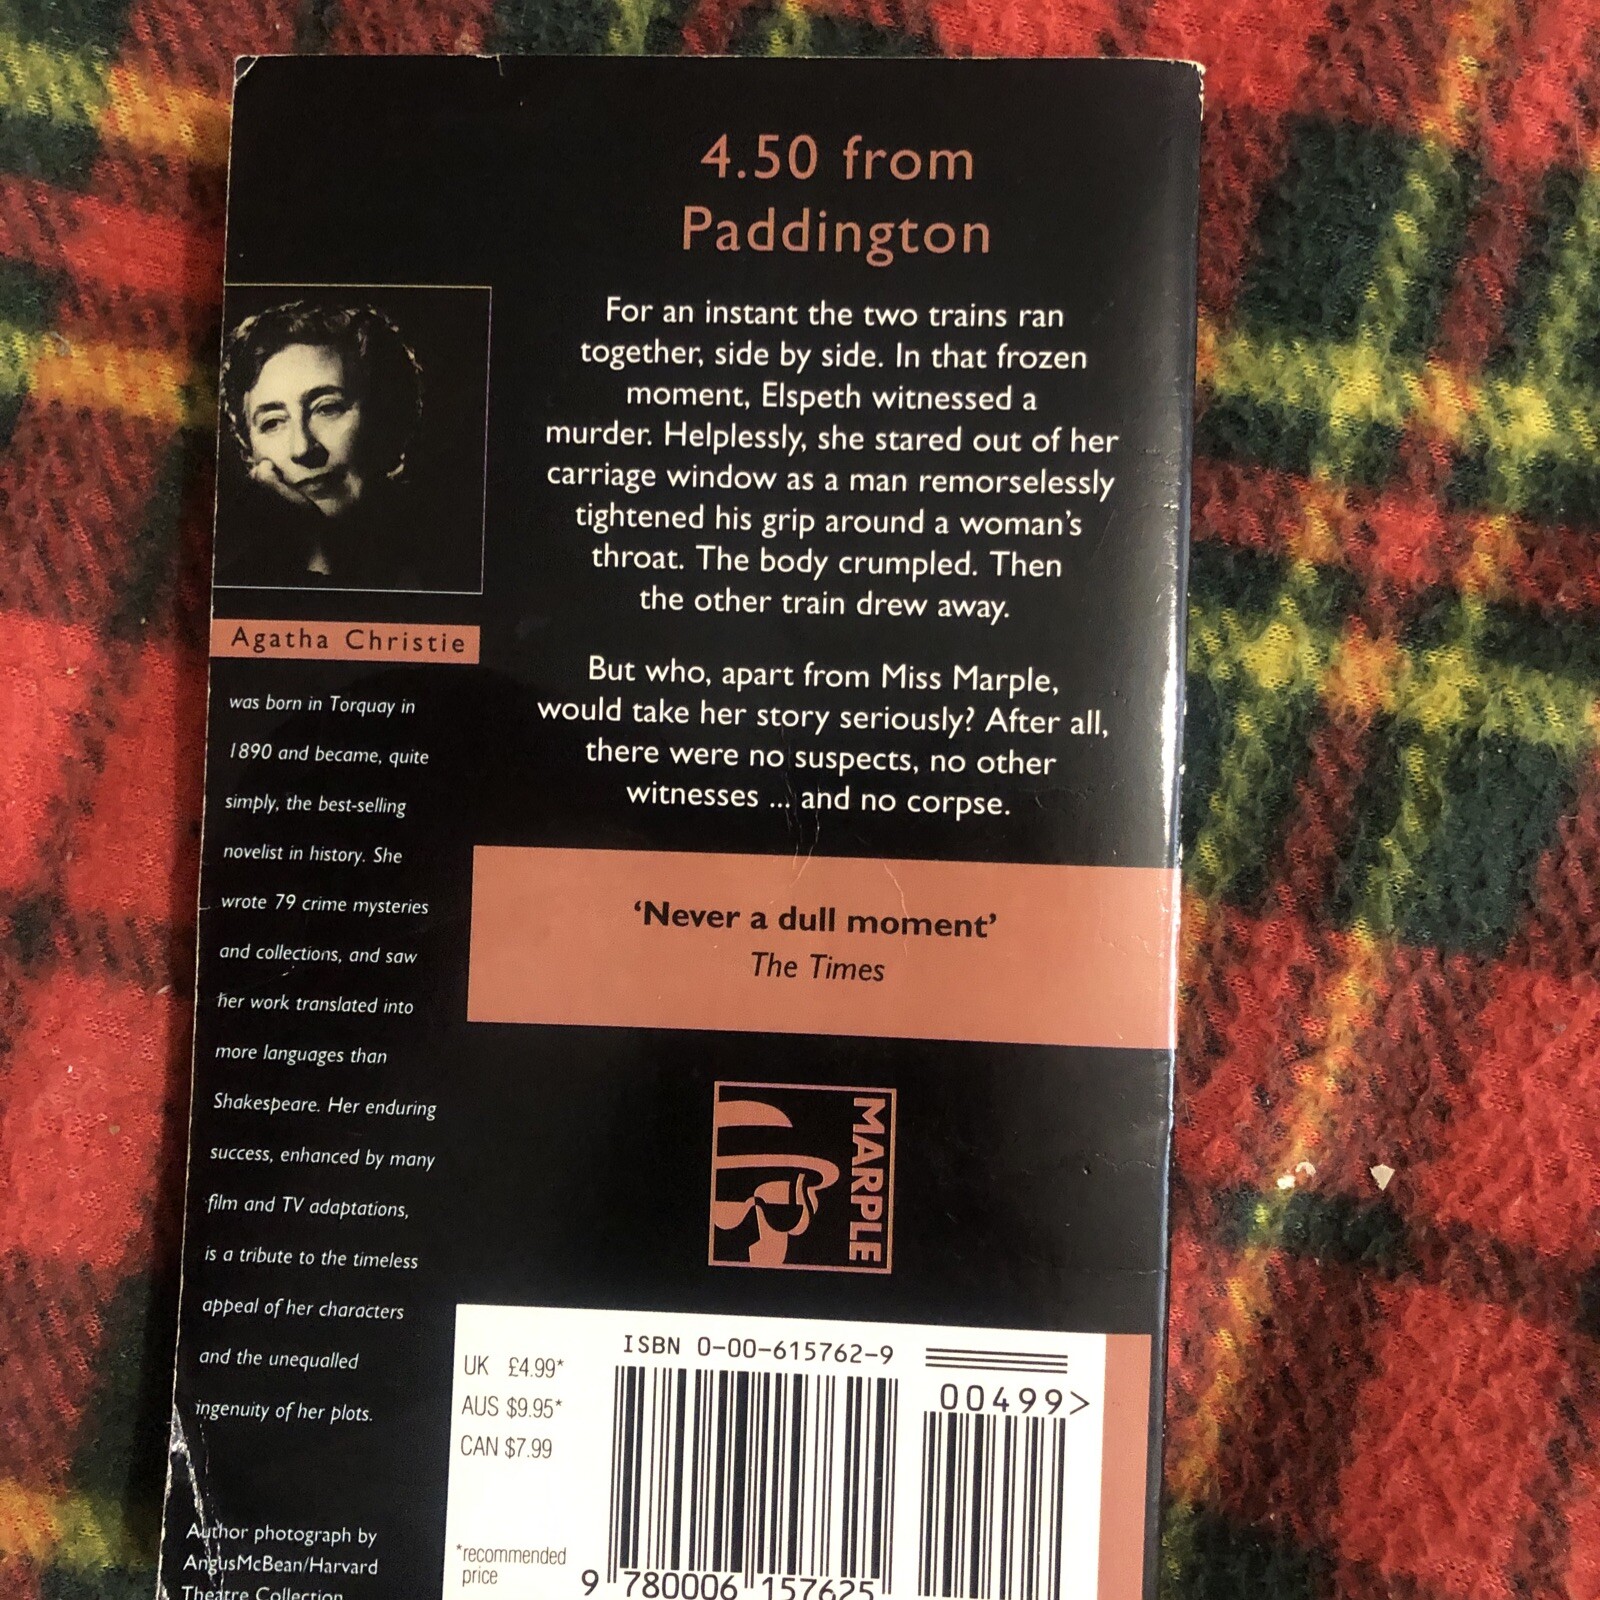 4.50 from
Paddington
For an instant the two trains ran
together, side by side. In that frozen
moment, Elspeth witnessed a
murder. Helplessly, she stared out of her
carriage window as a man remorselessly
tightened his grip around a woman's
throat. The body crumpled. Then
the other train drew away.
But who, apart from Miss Marple,
would take her story seriously? After all,
there were no suspects, no other
witnesses ... and no corpse.
'Never a dull moment'
The Times
MARPLE
Agatha Christie
was born in Torquay in
1890 and became, quite
simply, the best-selling
novelist in history. She
wrote 79 crime mysteries
and collections, and saw
her work translated into
more languages than
Shakespeare. Her enduring
success, enhanced by many
film and TV adaptations,
is a tribute to the timeless
appeal of her characters
and the unequalled
ingenuity of her plots.
Author photograph by
AngusMcBean/Harvard
Theatre Collection
UK £4.99*
AUS $9.95*
CAN $7.99
*recommended
price
ISBN 0-00-615762-9
00499>
9 780006 157625